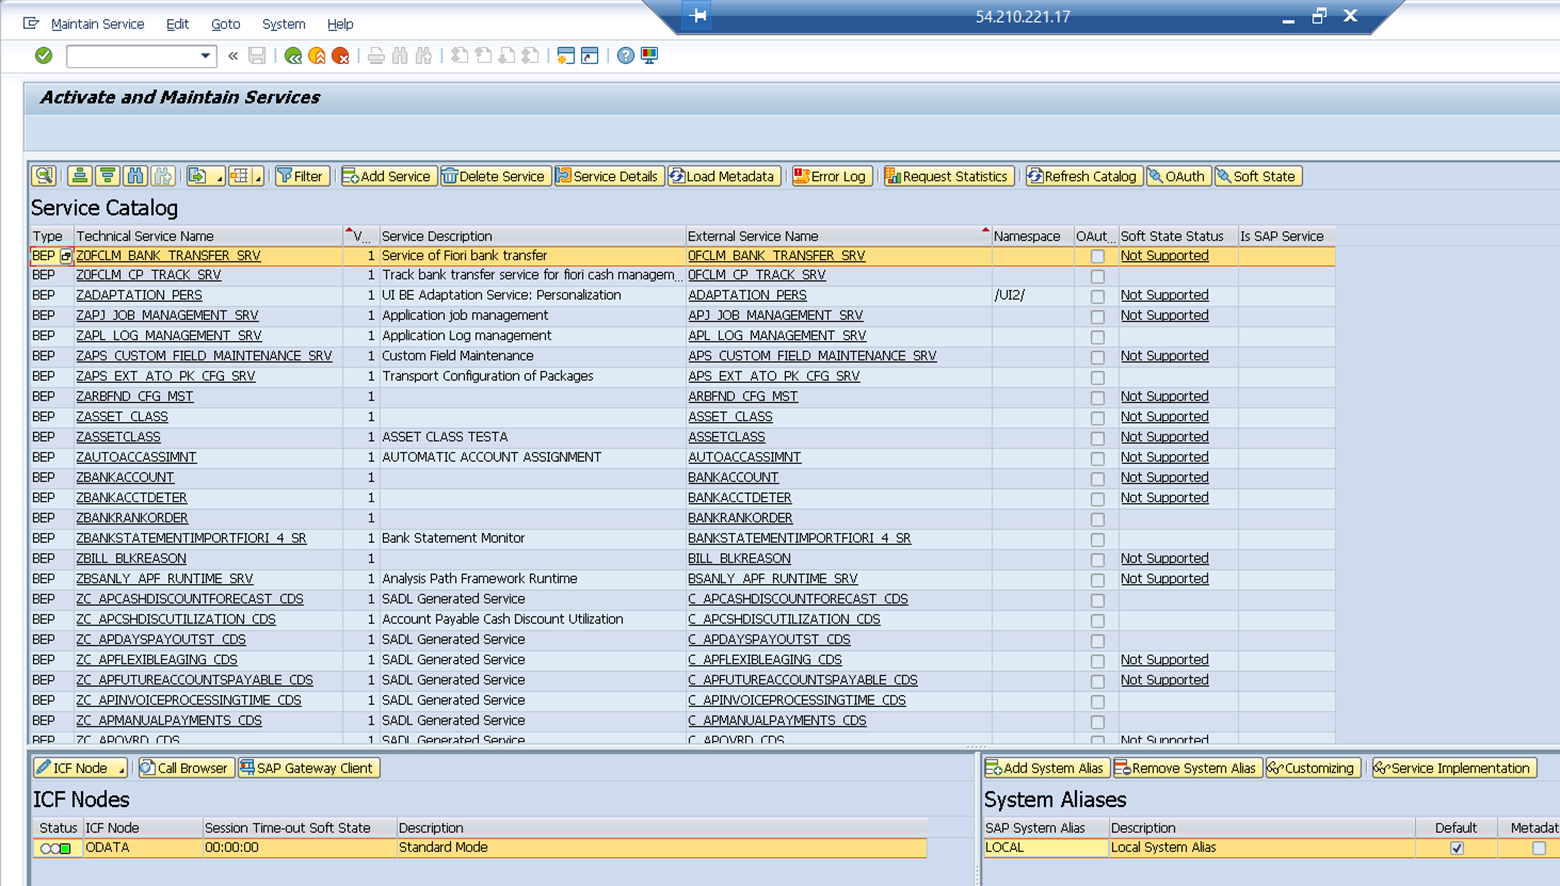 Maintain Service Edit Goto System Help
54.210.221.17
Activate and Maintain Services
Filter Add Service Delete Service Service Details Load Metadata Error Log Request Statistics Refresh Catalog OAuth Soft State
Service Catalog
Type Technical Service Name V... Service Description External Service Name Namespace OAut... Soft State Status Is SAP Service
BEP ZOFCLM_BANK_TRANSFER_SRV 1 Service of Fiori bank transfer 0FCLM_BANK_TRANSFER_SRV Not Supported
BEP ZOFCLM_CP_TRACK_SRV 1 Track bank transfer service for fiori cash managem... 0FCLM_CP_TRACK_SRV
BEP ZADAPTATION_PERS 1 UI BE Adaptation Service: Personalization ADAPTATION_PERS /UI2/ Not Supported
BEP ZAPJ_JOB_MANAGEMENT_SRV 1 Application job management APJ_JOB_MANAGEMENT_SRV Not Supported
BEP ZAPL_LOG_MANAGEMENT_SRV 1 Application Log management APL_LOG_MANAGEMENT_SRV
BEP ZAPS_CUSTOM_FIELD_MAINTENANCE_SRV 1 Custom Field Maintenance APS_CUSTOM_FIELD_MAINTENANCE_SRV Not Supported
BEP ZAPS_EXT_ATO_PK_CFG_SRV 1 Transport Configuration of Packages APS_EXT_ATO_PK_CFG_SRV
BEP ZARBFND_CFG_MST 1 ARBFND_CFG_MST Not Supported
BEP ZASSET_CLASS 1 ASSET_CLASS Not Supported
BEP ZASSETCLASS 1 ASSET CLASS TESTA ASSETCLASS Not Supported
BEP ZAUTOACCASSIMNT 1 AUTOMATIC ACCOUNT ASSIGNMENT AUTOACCASSIMNT Not Supported
BEP ZBANKACCOUNT 1 BANKACCOUNT Not Supported
BEP ZBANKACCTDETER 1 BANKACCTDETER Not Supported
BEP ZBANKRANKORDER 1 BANKRANKORDER
BEP ZBANKSTATEMENTIMPORTFIORI_4_SR 1 Bank Statement Monitor BANKSTATEMENTIMPORTFIORI_4_SR
BEP ZBILL_BLKREASON 1 BILL_BLKREASON Not Supported
BEP ZBSANLY_APF_RUNTIME_SRV 1 Analysis Path Framework Runtime BSANLY_APF_RUNTIME_SRV Not Supported
BEP ZC_APCASHDISCOUNTFORECAST_CDS 1 SADL Generated Service C_APCASHDISCOUNTFORECAST_CDS
BEP ZC_APCSHDISCUTILIZATION_CDS 1 Account Payable Cash Discount Utilization C_APCSHDISCUTILIZATION_CDS
BEP ZC_APDAYSPAYOUTST_CDS 1 SADL Generated Service C_APDAYSPAYOUTST_CDS
BEP ZC_APFLEXIBLEAGING_CDS 1 SADL Generated Service C_APFLEXIBLEAGING_CDS Not Supported
BEP ZC_APFUTUREACCOUNTSPAYABLE_CDS 1 SADL Generated Service C_APFUTUREACCOUNTSPAYABLE_CDS Not Supported
BEP ZC_APINVOICEPROCESSINGTIME_CDS 1 SADL Generated Service C_APINVOICEPROCESSINGTIME_CDS
BEP ZC_APMANUALPAYMENTS_CDS 1 SADL Generated Service C_APMANUALPAYMENTS_CDS
BEP ZC_APOVRD_CDS 1 SADL Generated Service C_APOVRD_CDS Not Supported
ICF Node Call Browser SAP Gateway Client Add System Alias Remove System Alias Customizing Service Implementation
ICF Nodes System Aliases
Status ICF Node Session Time-out Soft State Description SAP System Alias Description Default Metadat
ODATA 00:00:00 Standard Mode LOCAL Local System Alias